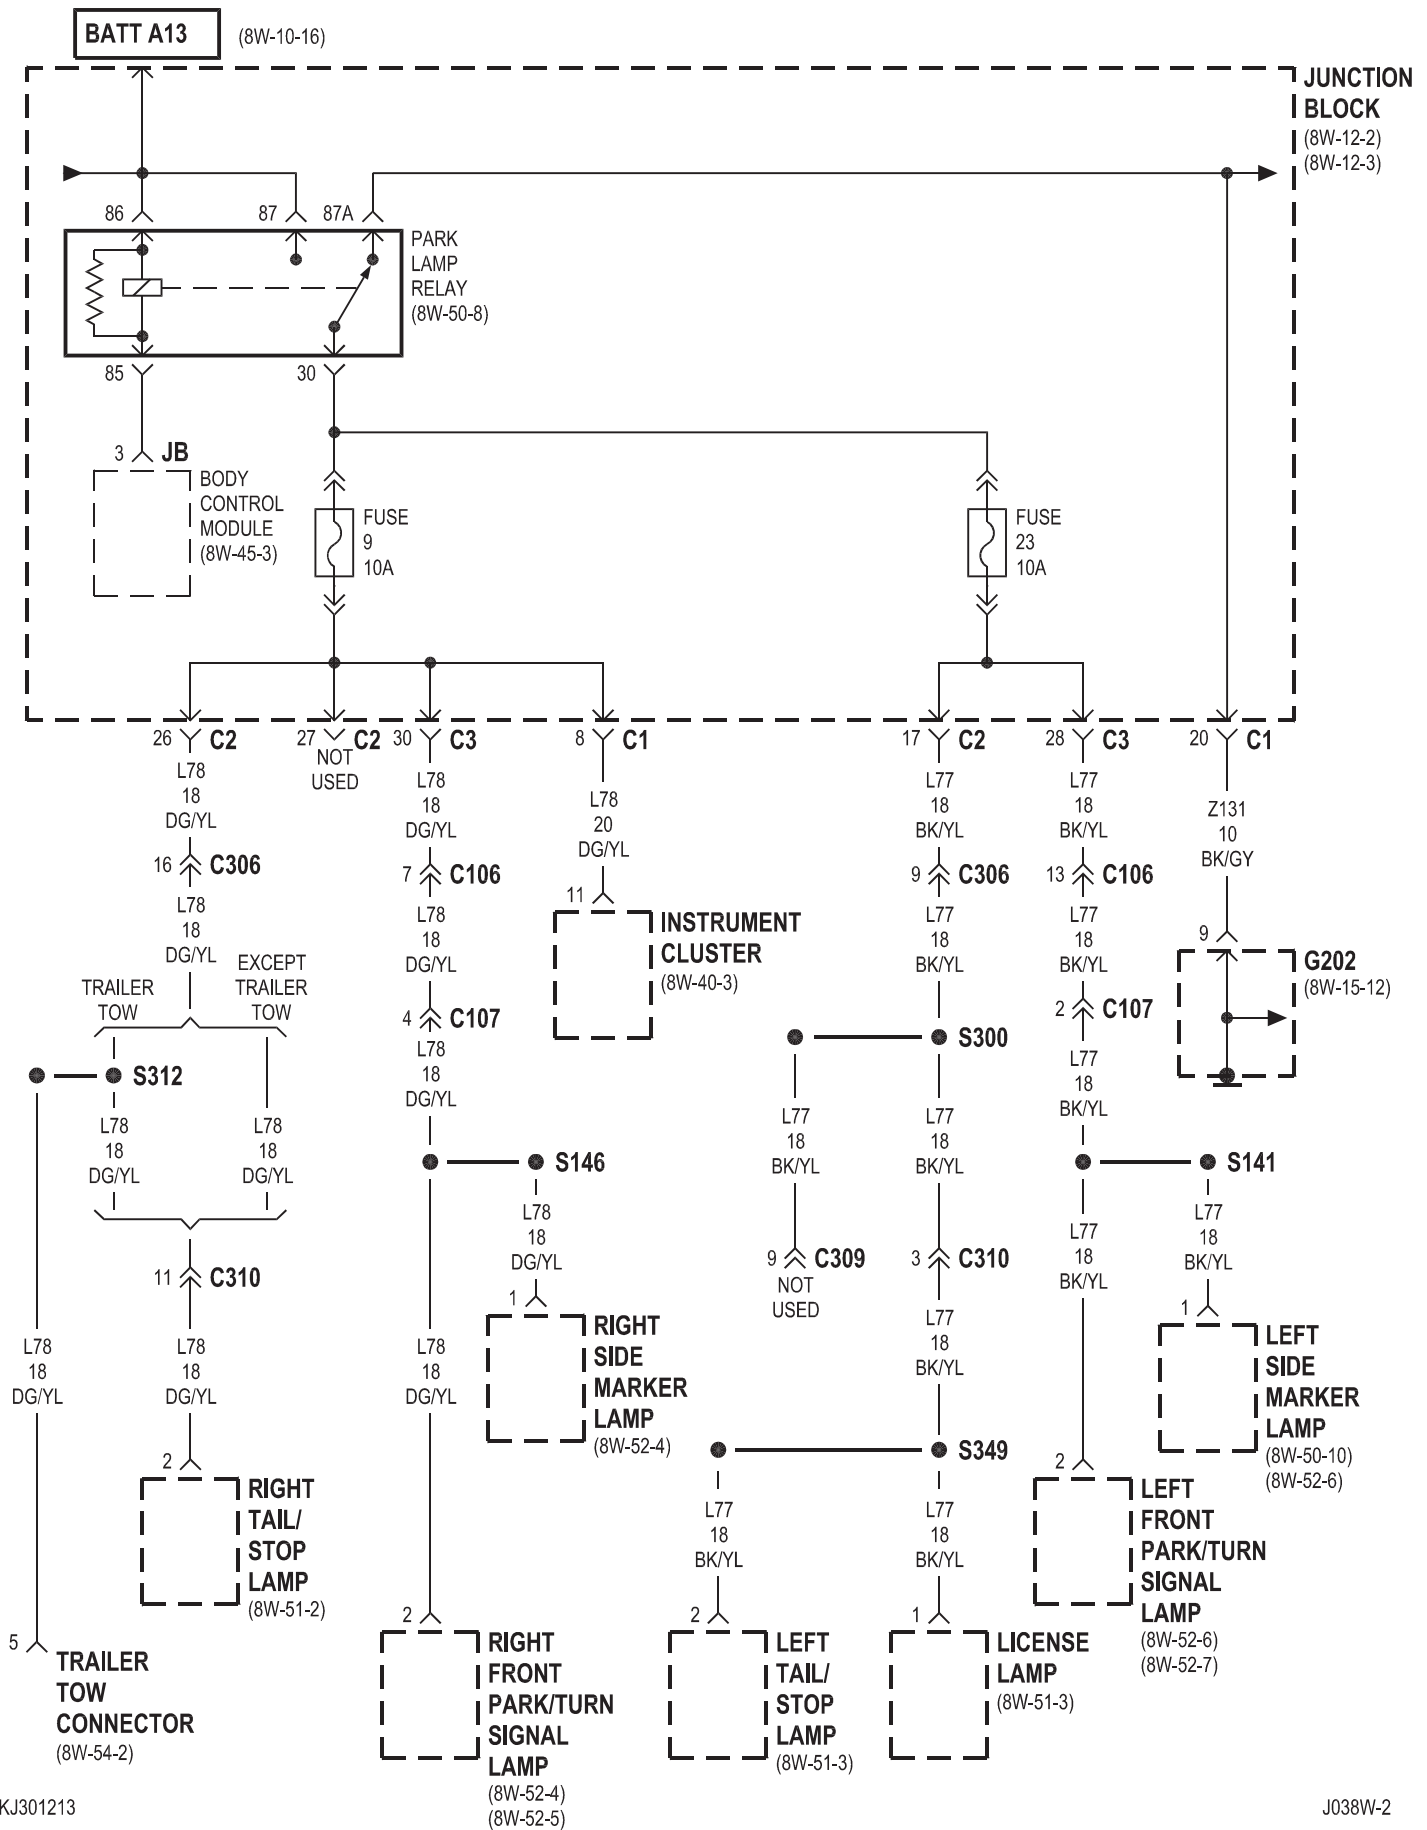 BATT A13
(8W-10-16)
JUNCTION
BLOCK
(8W-12-2)
(8W-12-3)
86
87
87A
PARK
LAMP
RELAY
(8W-50-8)
85
30
3
JB
BODY
CONTROL
MODULE
(8W-45-3)
FUSE
9
10A
FUSE
23
10A
26
C2
27
C2
NOT
USED
30
C3
8
C1
17
C2
28
C3
20
C1
L78
18
DG/YL
L78
18
DG/YL
L78
20
DG/YL
L77
18
BK/YL
L77
18
BK/YL
Z131
10
BK/GY
16
C306
7
C106
11
INSTRUMENT
CLUSTER
(8W-40-3)
9
C306
13
C106
9
G202
(8W-15-12)
L78
18
DG/YL
L78
18
DG/YL
L77
18
BK/YL
L77
18
BK/YL
TRAILER
TOW
EXCEPT
TRAILER
TOW
4
C107
2
C107
S300
S312
L78
18
DG/YL
L77
18
BK/YL
L78
18
DG/YL
L78
18
DG/YL
L77
18
BK/YL
L77
18
BK/YL
S146
S141
L78
18
DG/YL
L77
18
BK/YL
L77
18
BK/YL
11
C310
9
C309
NOT
USED
3
C310
1
RIGHT
SIDE
MARKER
LAMP
(8W-52-4)
1
LEFT
SIDE
MARKER
LAMP
(8W-50-10)
(8W-52-6)
L78
18
DG/YL
L78
18
DG/YL
L78
18
DG/YL
L77
18
BK/YL
S349
2
RIGHT
TAIL/
STOP
LAMP
(8W-51-2)
2
LEFT
FRONT
PARK/TURN
SIGNAL
LAMP
(8W-52-6)
(8W-52-7)
L77
18
BK/YL
L77
18
BK/YL
5
TRAILER
TOW
CONNECTOR
(8W-54-2)
2
RIGHT
FRONT
PARK/TURN
SIGNAL
LAMP
(8W-52-4)
(8W-52-5)
2
LEFT
TAIL/
STOP
LAMP
(8W-51-3)
1
LICENSE
LAMP
(8W-51-3)
KJ301213
J038W-2